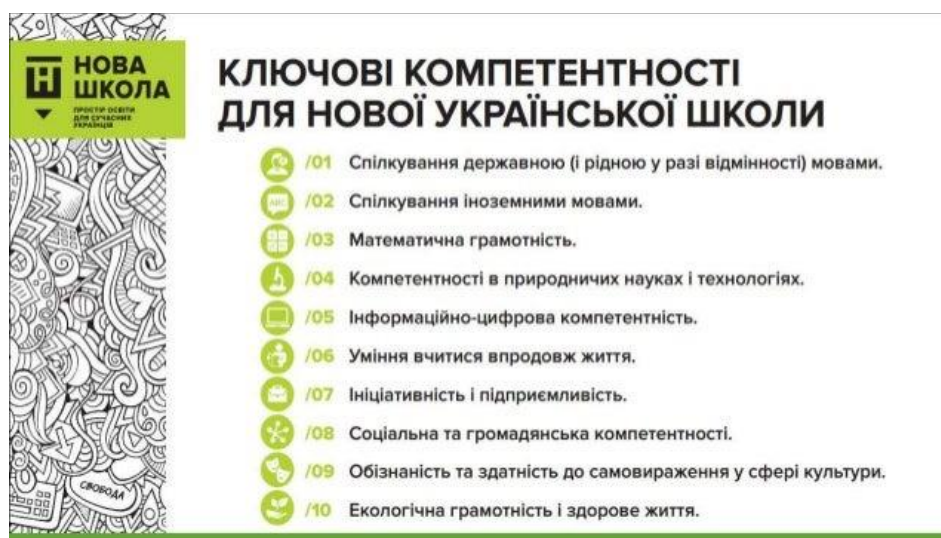 НОВА
ШКОЛА
ПРОСТІР ОСВІТИ
ДЛЯ СУЧАСНИХ
УКРАЇНЦІВ
КЛЮЧОВІ КОМПЕТЕНТНОСТІ
ДЛЯ НОВОЇ УКРАЇНСЬКОЇ ШКОЛИ
/01 Спілкування державною (і рідною у разі відмінності) мовами.
/02 Спілкування іноземними мовами.
/03 Математична грамотність.
/04 Компетентності в природничих науках і технологіях.
/05 Інформаційно-цифрова компетентність.
/06 Уміння вчитися впродовж життя.
/07 Ініціативність і підприємливість.
/08 Соціальна та громадянська компетентності.
/09 Обізнаність та здатність до самовираження у сфері культури.
/10 Екологічна грамотність і здорове життя.
СВОБОДА